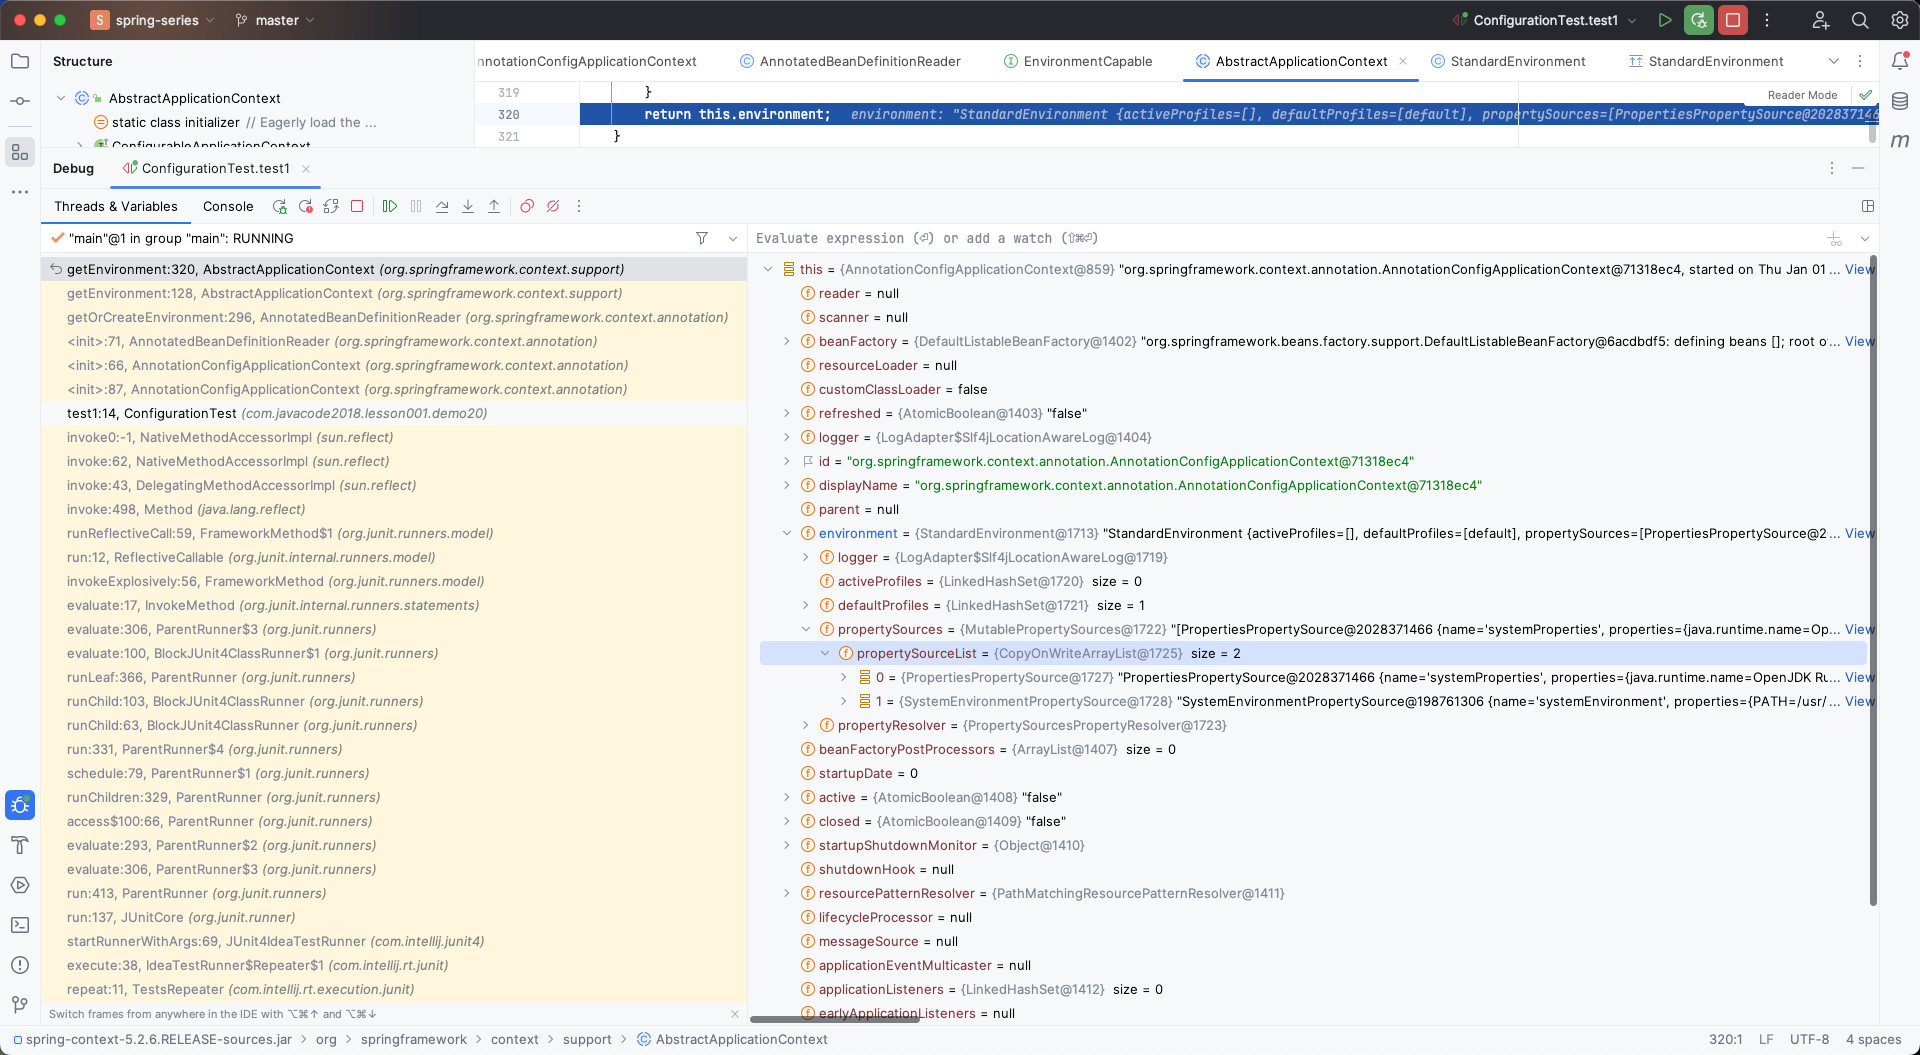 S spring-series master ConfigurationTest.test1
Structure
nnotationConfigApplicationContext AnnotatedBeanDefinitionReader EnvironmentCapable AbstractApplicationContext StandardEnvironment StandardEnvironment
AbstractApplicationContext
static class initializer // Eagerly load the ...
ConfigurableApplicationContext
319 }
Reader Mode
320 return this.environment; environment: "StandardEnvironment {activeProfiles=[], defaultProfiles=[default], propertySources=[PropertiesPropertySource@2028371466
321 }
Debug ConfigurationTest.test1
Threads & Variables Console
"main"@1 in group "main": RUNNING
getEnvironment:320, AbstractApplicationContext (org.springframework.context.support)
getEnvironment:128, AbstractApplicationContext (org.springframework.context.support)
getOrCreateEnvironment:296, AnnotatedBeanDefinitionReader (org.springframework.context.annotation)
<init>:71, AnnotatedBeanDefinitionReader (org.springframework.context.annotation)
<init>:66, AnnotationConfigApplicationContext (org.springframework.context.annotation)
<init>:87, AnnotationConfigApplicationContext (org.springframework.context.annotation)
test1:14, ConfigurationTest (com.javacode2018.lesson001.demo20)
invoke0:-1, NativeMethodAccessorImpl (sun.reflect)
invoke:62, NativeMethodAccessorImpl (sun.reflect)
invoke:43, DelegatingMethodAccessorImpl (sun.reflect)
invoke:498, Method (java.lang.reflect)
runReflectiveCall:59, FrameworkMethod$1 (org.junit.runners.model)
run:12, ReflectiveCallable (org.junit.internal.runners.model)
invokeExplosively:56, FrameworkMethod (org.junit.runners.model)
evaluate:17, InvokeMethod (org.junit.internal.runners.statements)
evaluate:306, ParentRunner$3 (org.junit.runners)
evaluate:100, BlockJUnit4ClassRunner$1 (org.junit.runners)
runLeaf:366, ParentRunner (org.junit.runners)
runChild:103, BlockJUnit4ClassRunner (org.junit.runners)
runChild:63, BlockJUnit4ClassRunner (org.junit.runners)
run:331, ParentRunner$4 (org.junit.runners)
schedule:79, ParentRunner$1 (org.junit.runners)
runChildren:329, ParentRunner (org.junit.runners)
access$100:66, ParentRunner (org.junit.runners)
evaluate:293, ParentRunner$2 (org.junit.runners)
evaluate:306, ParentRunner$3 (org.junit.runners)
run:413, ParentRunner (org.junit.runners)
run:137, JUnitCore (org.junit.runner)
startRunnerWithArgs:69, JUnit4IdeaTestRunner (com.intellij.junit4)
execute:38, IdeaTestRunner$Repeater$1 (com.intellij.rt.junit)
repeat:11, TestsRepeater (com.intellij.rt.execution.junit)
Switch frames from anywhere in the IDE with ⌥⌘↑ and ⌥⌘↓
Evaluate expression (⏎) or add a watch (⇧⌘⏎)
this = {AnnotationConfigApplicationContext@859} "org.springframework.context.annotation.AnnotationConfigApplicationContext@71318ec4, started on Thu Jan 01 ... View
reader = null
scanner = null
beanFactory = {DefaultListableBeanFactory@1402} "org.springframework.beans.factory.support.DefaultListableBeanFactory@6acdbdf5: defining beans []; root o... View
resourceLoader = null
customClassLoader = false
refreshed = {AtomicBoolean@1403} "false"
logger = {LogAdapter$Slf4jLocationAwareLog@1404}
id = "org.springframework.context.annotation.AnnotationConfigApplicationContext@71318ec4"
displayName = "org.springframework.context.annotation.AnnotationConfigApplicationContext@71318ec4"
parent = null
environment = {StandardEnvironment@1713} "StandardEnvironment {activeProfiles=[], defaultProfiles=[default], propertySources=[PropertiesPropertySource@2... View
logger = {LogAdapter$Slf4jLocationAwareLog@1719}
activeProfiles = {LinkedHashSet@1720} size = 0
defaultProfiles = {LinkedHashSet@1721} size = 1
propertySources = {MutablePropertySources@1722} "[PropertiesPropertySource@2028371466 {name='systemProperties', properties={java.runtime.name=Op... View
propertySourceList = {CopyOnWriteArrayList@1725} size = 2
0 = {PropertiesPropertySource@1727} "PropertiesPropertySource@2028371466 {name='systemProperties', properties={java.runtime.name=OpenJDK Ru... View
1 = {SystemEnvironmentPropertySource@1728} "SystemEnvironmentPropertySource@198761306 {name='systemEnvironment', properties={PATH=/usr/... View
propertyResolver = {PropertySourcesPropertyResolver@1723}
beanFactoryPostProcessors = {ArrayList@1407} size = 0
startupDate = 0
active = {AtomicBoolean@1408} "false"
closed = {AtomicBoolean@1409} "false"
startupShutdownMonitor = {Object@1410}
shutdownHook = null
resourcePatternResolver = {PathMatchingResourcePatternResolver@1411}
lifecycleProcessor = null
messageSource = null
applicationEventMulticaster = null
applicationListeners = {LinkedHashSet@1412} size = 0
earlyApplicationListeners = null
spring-context-5.2.6.RELEASE-sources.jar > org > springframework > context > support > AbstractApplicationContext 320:1 LF UTF-8 4 spaces